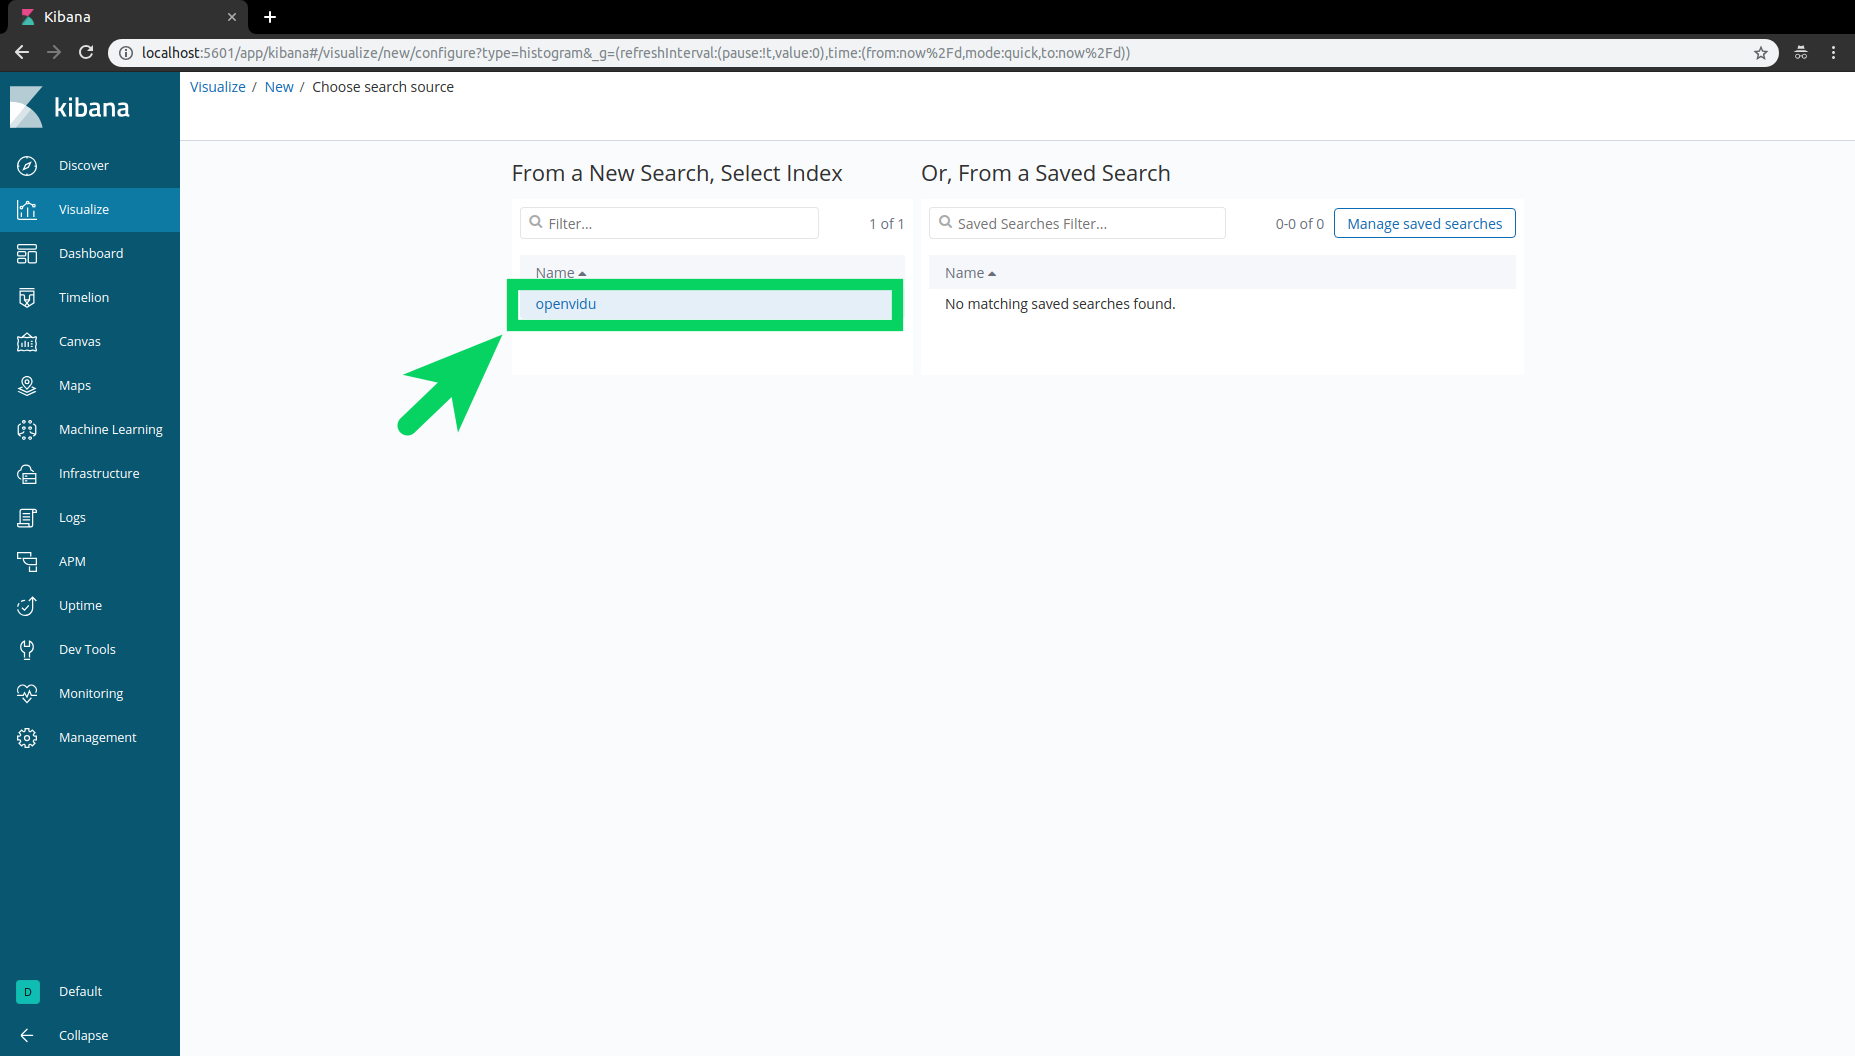 Kibana
localhost:5601/app/kibana#/visualize/new/configure?type=histogram&_g=(refreshInterval:(pause:!t,value:0),time:(from:now%2Fd,mode:quick,to:now%2Fd))
kibana
Visualize / New / Choose search source
Discover
Visualize
Dashboard
Timelion
Canvas
Maps
Machine Learning
Infrastructure
Logs
APM
Uptime
Dev Tools
Monitoring
Management
D Default
Collapse
From a New Search, Select Index
Filter...
1 of 1
Name
openvidu
Or, From a Saved Search
Saved Searches Filter...
0-0 of 0
Manage saved searches
Name
No matching saved searches found.